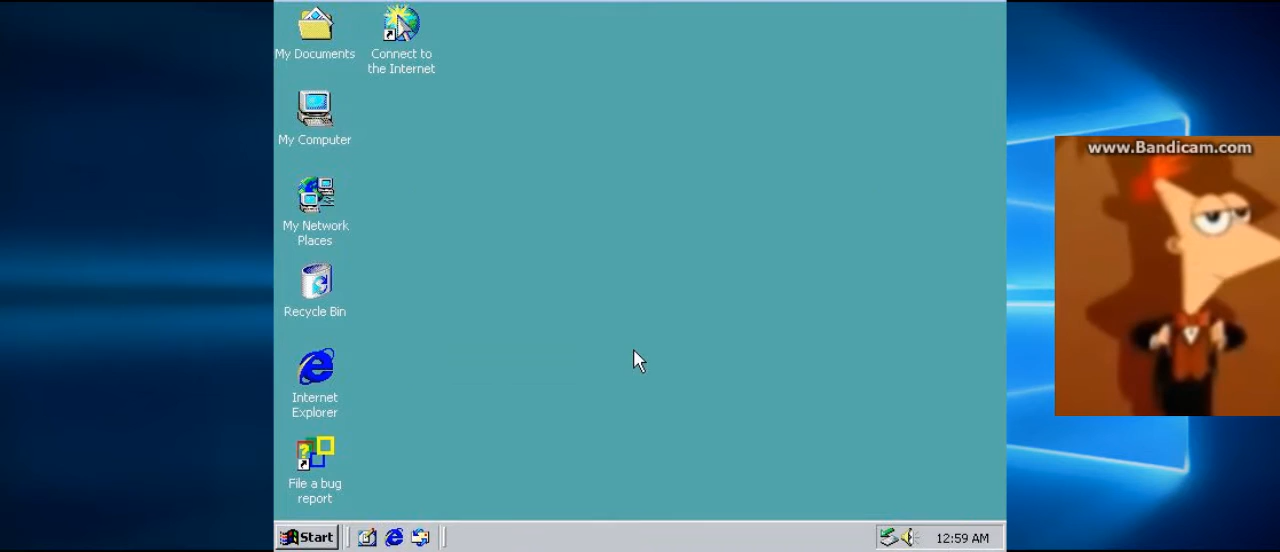 My Documents
Connect to
the Internet
My Computer
My Network
Places
Recycle Bin
Internet
Explorer
File a bug
report
Start
12:59 AM
www.Bandicam.com